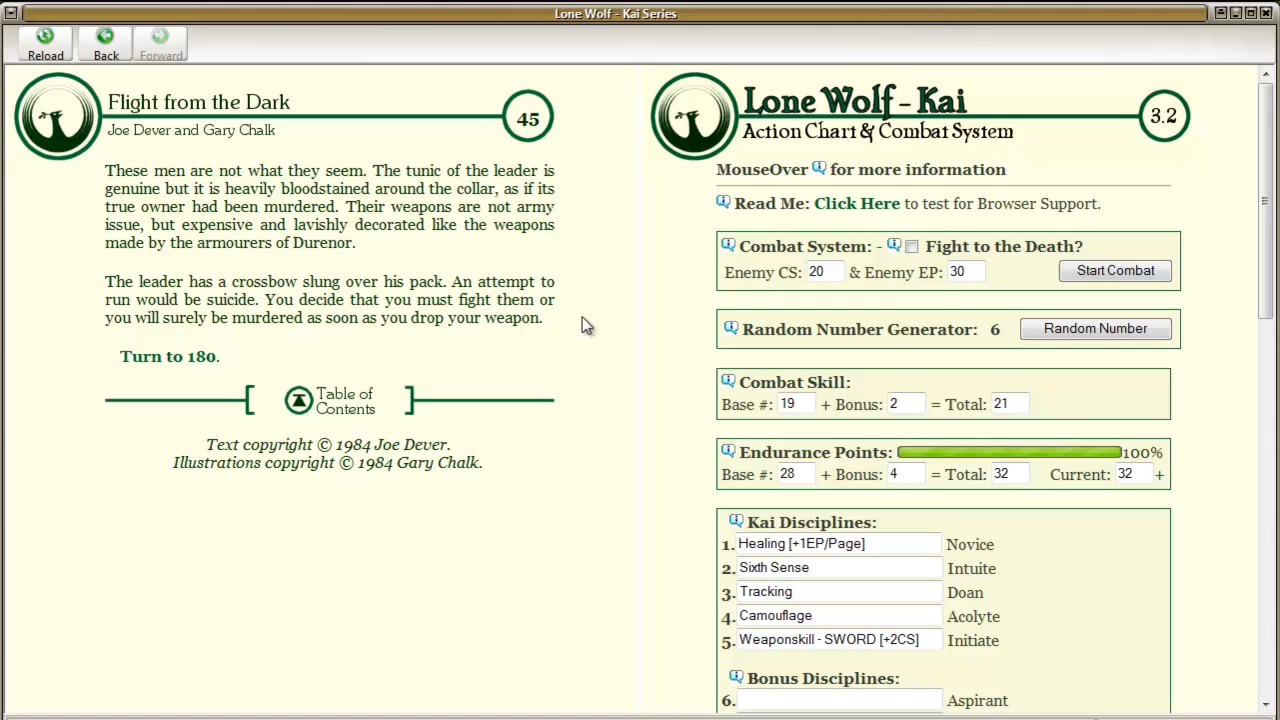 Lone Wolf - Kai Series
Reload
Back
Forward
Flight from the Dark
Joe Dever and Gary Chalk
45
These men are not what they seem. The tunic of the leader is
genuine but it is heavily bloodstained around the collar, as if its
true owner had been murdered. Their weapons are not army
issue, but expensive and lavishly decorated like the weapons
made by the armourers of Durenor.
The leader has a crossbow slung over his pack. An attempt to
run would be suicide. You decide that you must fight them or
you will surely be murdered as soon as you drop your weapon.
Turn to 180.
Table of
Contents
Text copyright © 1984 Joe Dever.
Illustrations copyright © 1984 Gary Chalk.
Lone Wolf - Kai
Action Chart & Combat System
3.2
MouseOver for more information
Read Me: Click Here to test for Browser Support.
Combat System: - Fight to the Death?
Enemy CS: 20 & Enemy EP: 30 Start Combat
Random Number Generator: 6 Random Number
Combat Skill:
Base #: 19 + Bonus: 2 = Total: 21
Endurance Points: 100%
Base #: 28 + Bonus: 4 = Total: 32 Current: 32 +
Kai Disciplines:
1. Healing [+1EP/Page] Novice
2. Sixth Sense Intuite
3. Tracking Doan
4. Camouflage Acolyte
5. Weaponskill - SWORD [+2CS] Initiate
Bonus Disciplines:
6. Aspirant